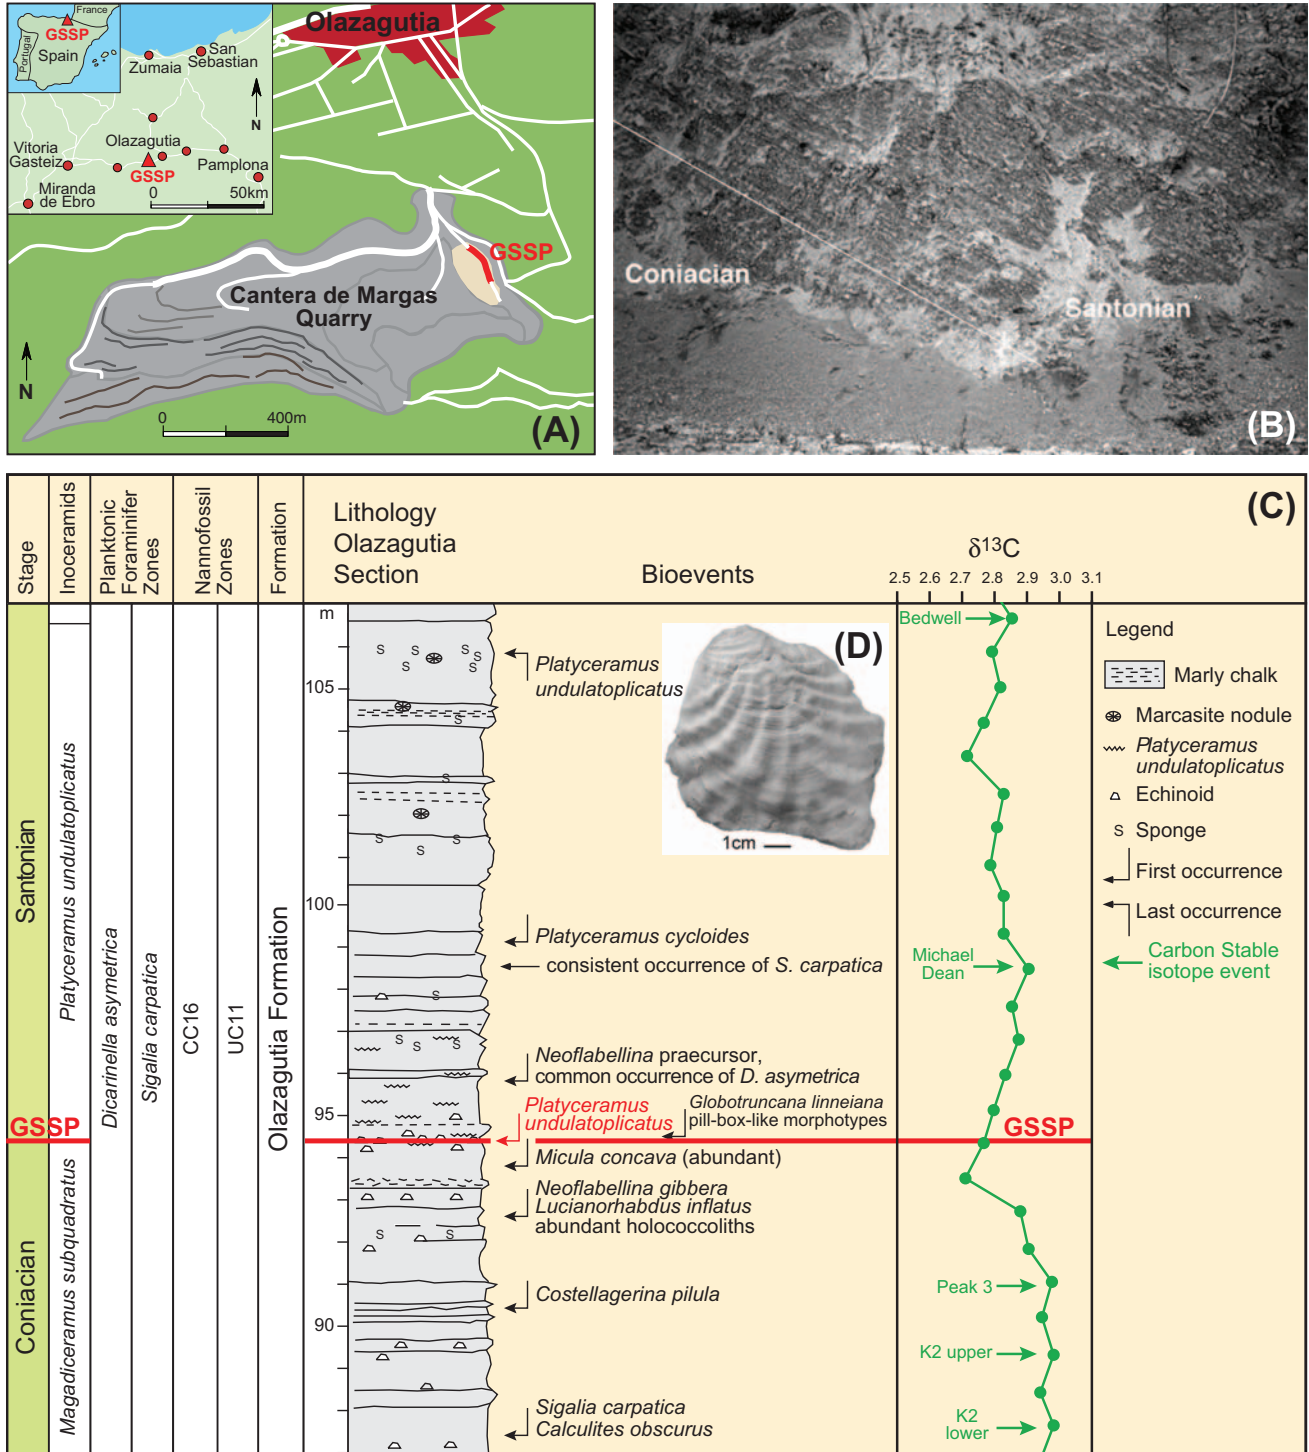 France
GSSP
Portugal
Spain
Zumaia
San
Sebastian
N
Vitoria
Gasteiz
Olazagutia
GSSP
Pamplona
Miranda
de Ebro
0 50km
Olazagutia
GSSP
Cantera de Margas
Quarry
N
0 400m
(A)
Coniacian
Santonian
(B)
(C)
Stage
Inoceramids
Planktonic
Foraminifer
Zones
Nannofossil
Zones
Formation
Lithology
Olazagutia
Section
Bioevents
δ13C
2.5 2.6 2.7 2.8 2.9 3.0 3.1
m
105
100
95
90
Santonian
GSSP
Coniacian
Platyceramus undulatoplicatus
Magadiceramus subquadratus
Dicarinella asymetrica
Sigalia carpatica
CC16
UC11
Olazagutia Formation
S S S S S S
S
S
S S S
S
S S S
S S
Platyceramus
undulatoplicatus
(D)
1cm
Platyceramus cycloides
consistent occurrence of S. carpatica
Neoflabellina praecursor,
common occurrence of D. asymetrica
Platyceramus
undulatoplicatus
Globotruncana linneiana
pill-box-like morphotypes
GSSP
Micula concava (abundant)
Neoflabellina gibbera
Lucianorhabdus inflatus
abundant holococcoliths
Costellagerina pilula
Sigalia carpatica
Calculites obscurus
Bedwell
Michael
Dean
Peak 3
K2 upper
K2
lower
Legend
Marly chalk
Marcasite nodule
Platyceramus
undulatoplicatus
Echinoid
S Sponge
First occurrence
Last occurrence
Carbon Stable
isotope event